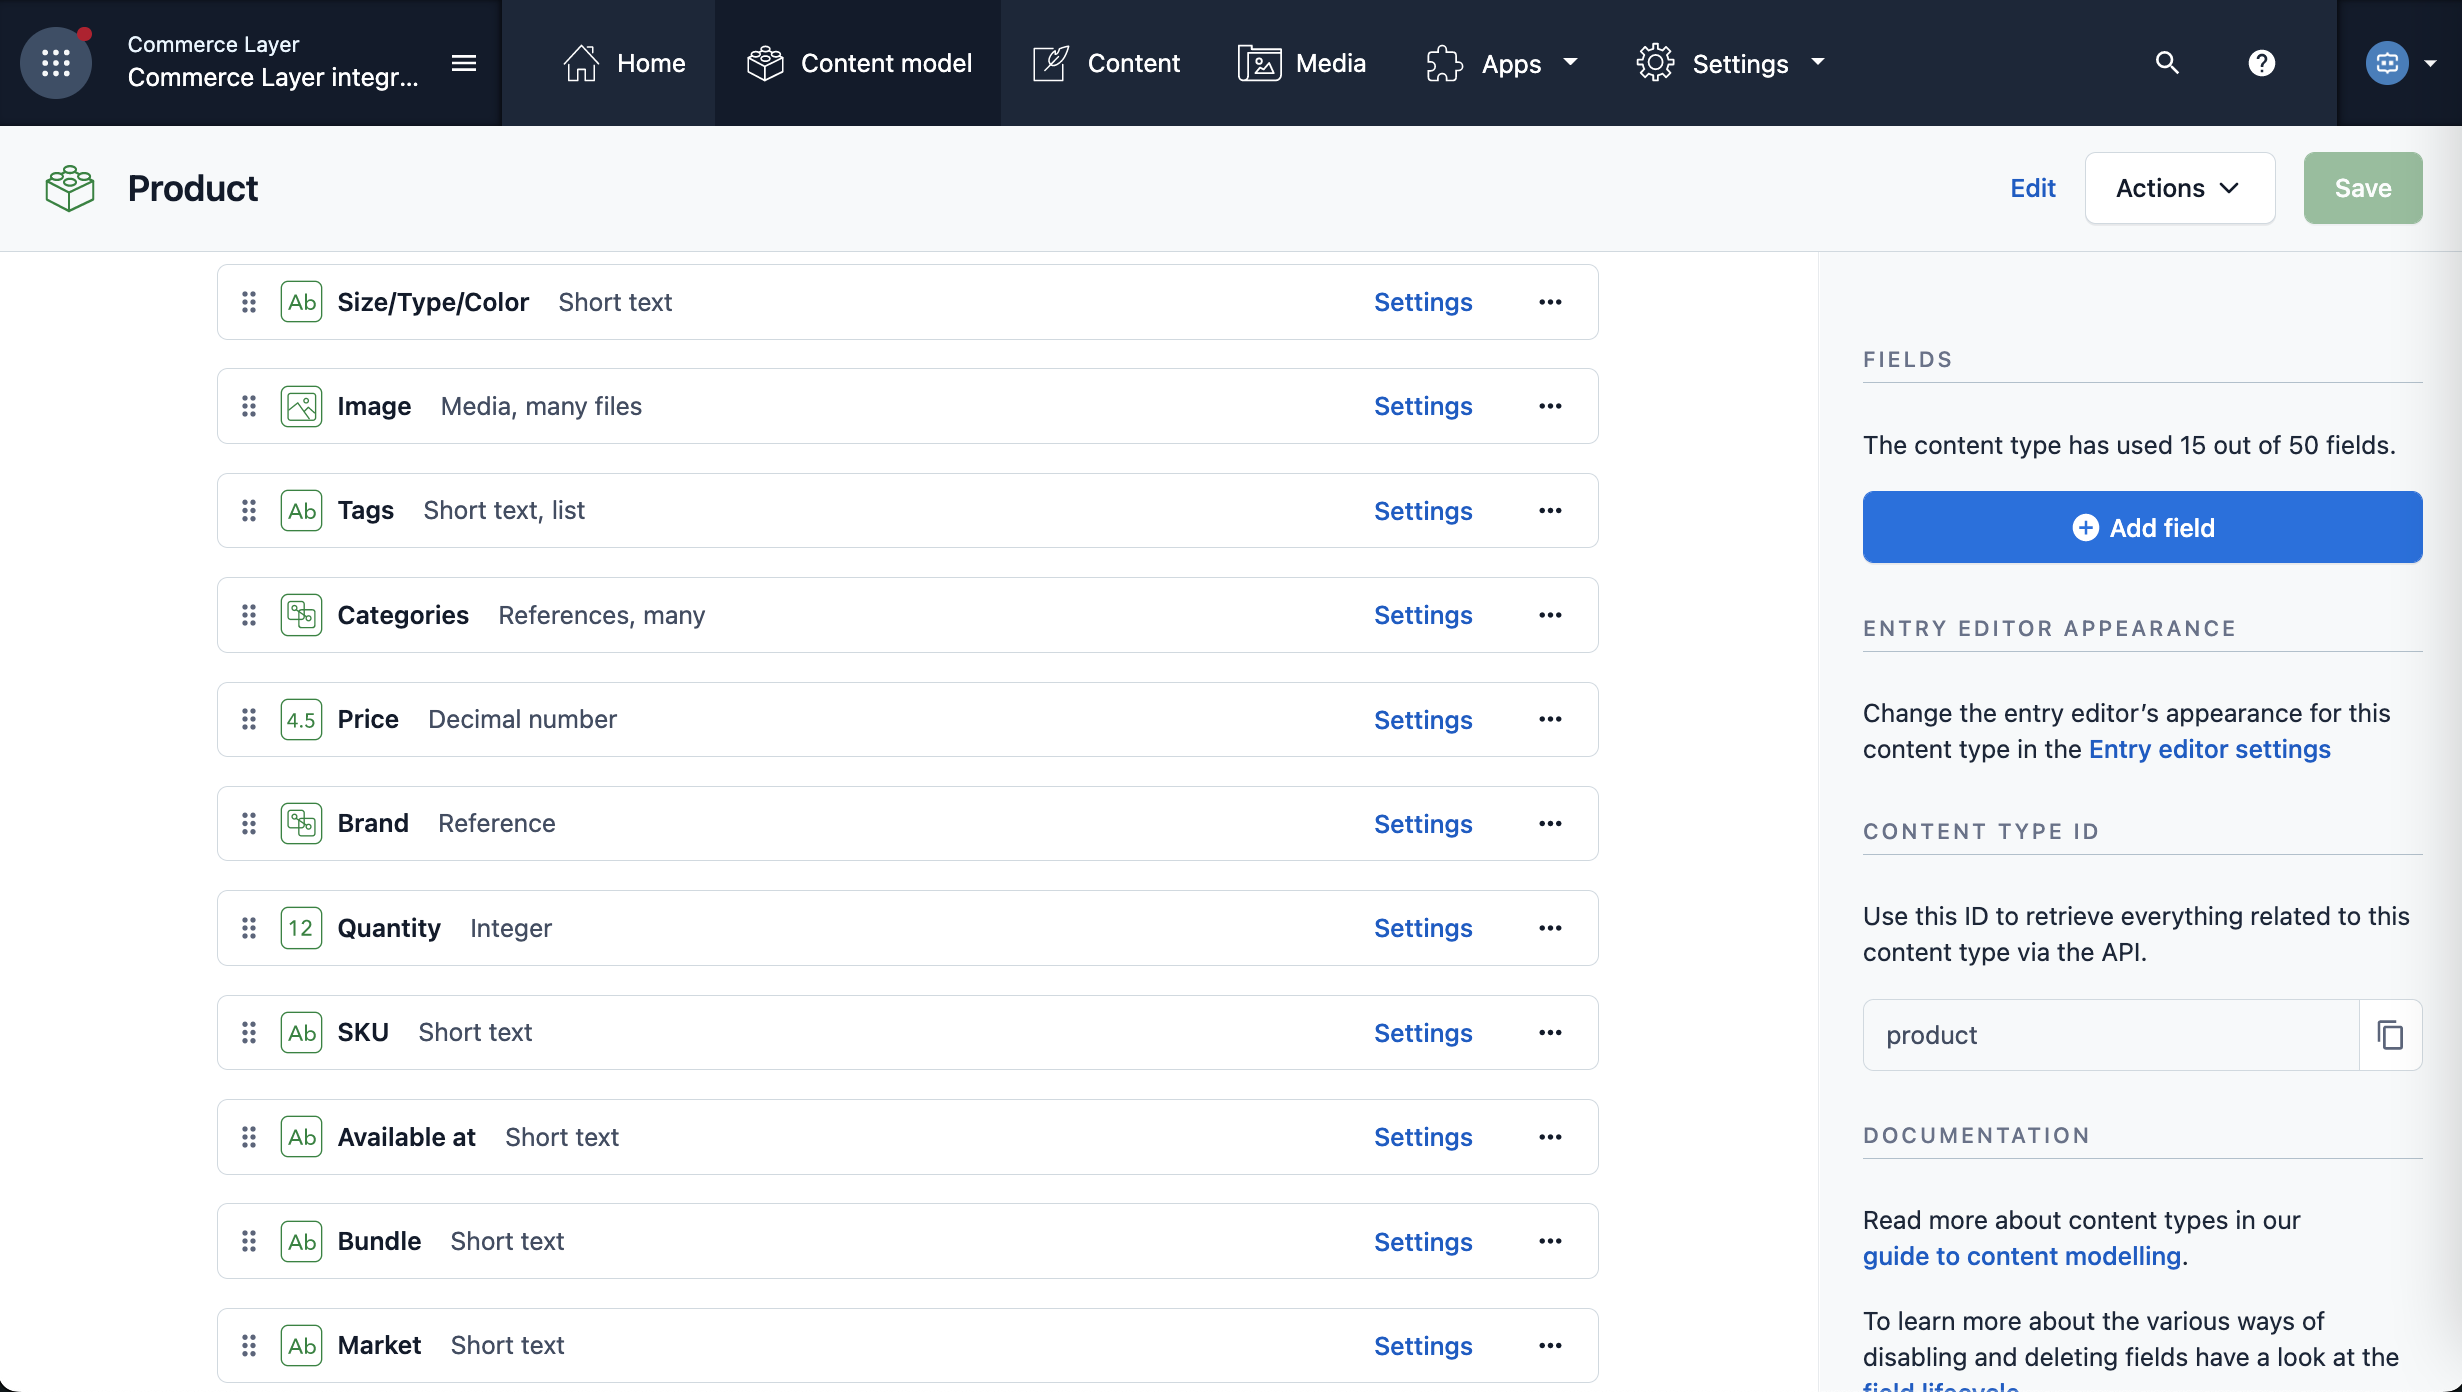 Commerce Layer
Commerce Layer integr...
Home
Content model
Content
Media
Apps
Settings
Product
Edit
Actions
Save
Ab Size/Type/Color Short text Settings
Image Media, many files Settings
Ab Tags Short text, list Settings
Categories References, many Settings
4.5 Price Decimal number Settings
Brand Reference Settings
12 Quantity Integer Settings
Ab SKU Short text Settings
Ab Available at Short text Settings
Ab Bundle Short text Settings
Ab Market Short text Settings
FIELDS
The content type has used 15 out of 50 fields.
Add field
ENTRY EDITOR APPEARANCE
Change the entry editor’s appearance for this
content type in the Entry editor settings
CONTENT TYPE ID
Use this ID to retrieve everything related to this
content type via the API.
product
DOCUMENTATION
Read more about content types in our
guide to content modelling.
To learn more about the various ways of
disabling and deleting fields have a look at the
field lifecycle